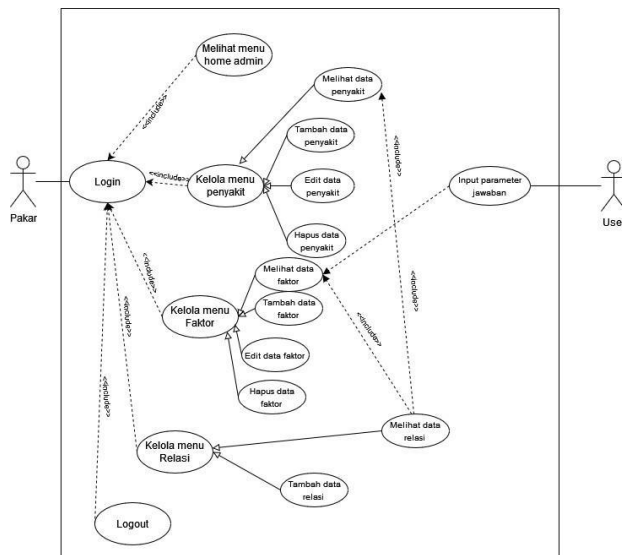 Melihat menu
home admin
Melihat data
penyakit
<<include>>
Tambah data
penyakit
<<include>>
<<include>>
Login
Kelola menu
penyakit
Edit data
penyakit
Input parameter
jawaban
Pakar
Use
Hapus data
penyakit
<<include>>
Melihat data
faktor
<<include>>
Kelola menu
Faktor
Tambah data
faktor
<<include>>
<<include>>
Edit data faktor
Hapus data
faktor
<<include>>
Melihat data
relasi
Kelola menu
Relasi
Tambah data
relasi
Logout